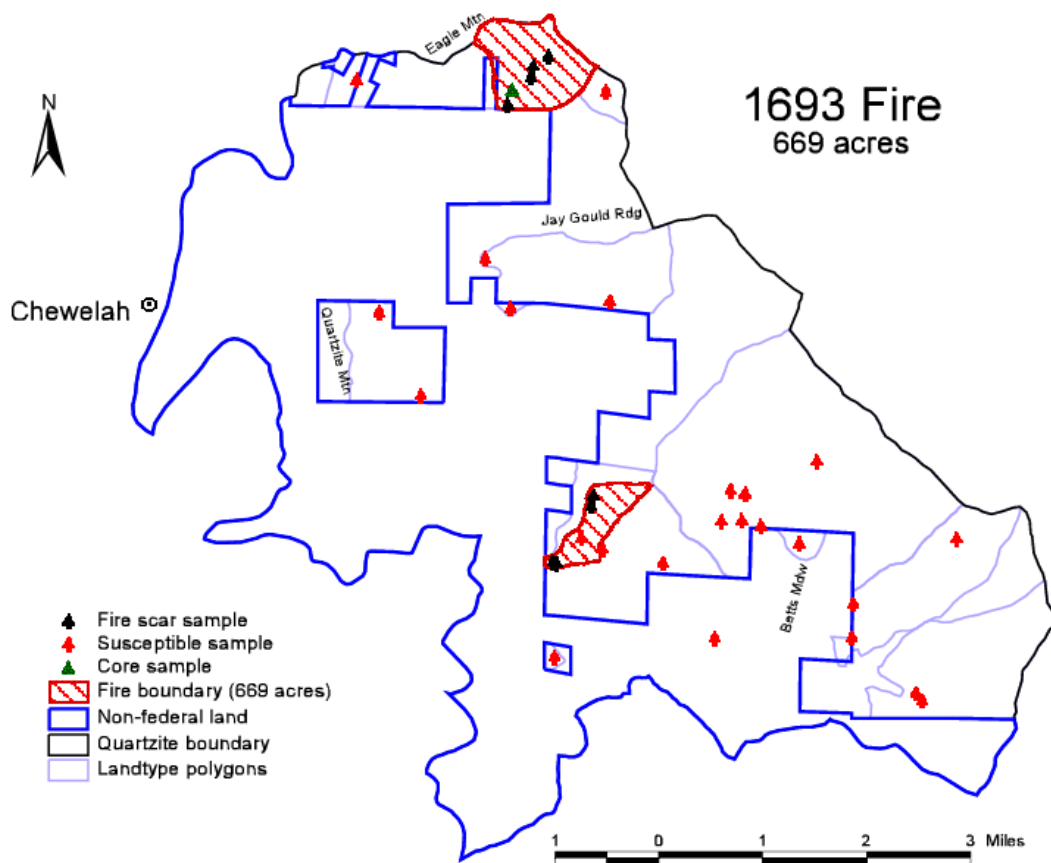 Eagle Mtn
N
1693 Fire
669 acres
Jay Gould Rdg
Chewelah
Quartzite Mtn
Betts Mdw
Fire scar sample
Susceptible sample
Core sample
Fire boundary (669 acres)
Non-federal land
Quartzite boundary
Landtype polygons
1 0 1 2 3 Miles